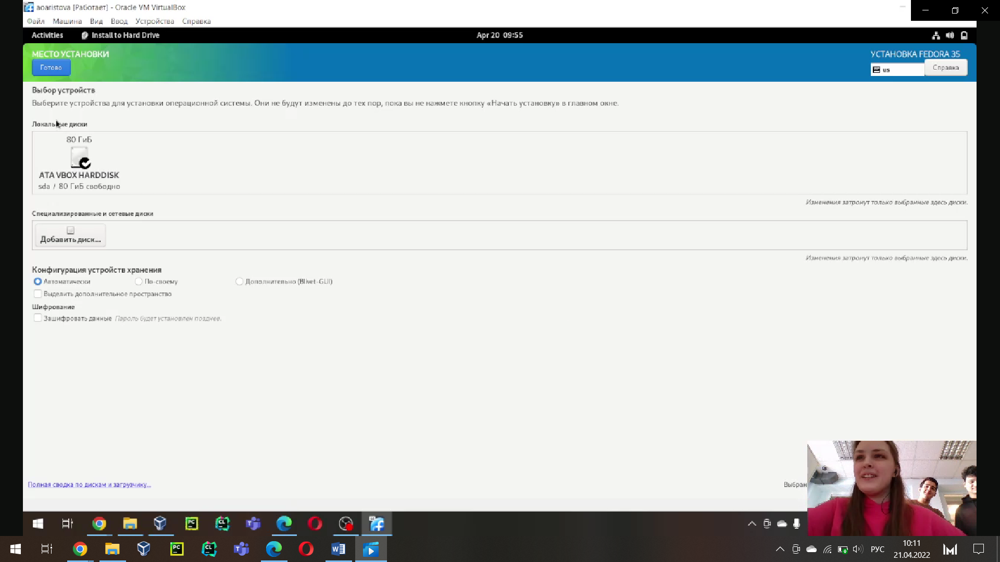 aoaristova [Работает] - Oracle VM VirtualBox
Файл Машина Вид Ввод Устройства Справка
Activities Install to Hard Drive Apr 20 09:55
МЕСТО УСТАНОВКИ
УСТАНОВКА FEDORA 35
Готово
us
Справка
Выбор устройств
Выберите устройства для установки операционной системы. Они не будут изменены до тех пор, пока вы не нажмете кнопку «Начать установку» в главном окне.
Локальные диски
80 ГиБ
ATA VBOX HARDDISK
sda / 80 ГиБ свободно
Изменения затронут только выбранные здесь диски.
Специализированные и сетевые диски
Добавить диск...
Изменения затронут только выбранные здесь диски.
Конфигурация устройств хранения
Автоматически По-своему Дополнительно (Blivet-GUI)
Выделить дополнительное пространство
Шифрование
Зашифровать данные Пароль будет установлен позднее.
Полная сводка по дискам и загрузчику...
Выбран
РУС
10:11
21.04.2022